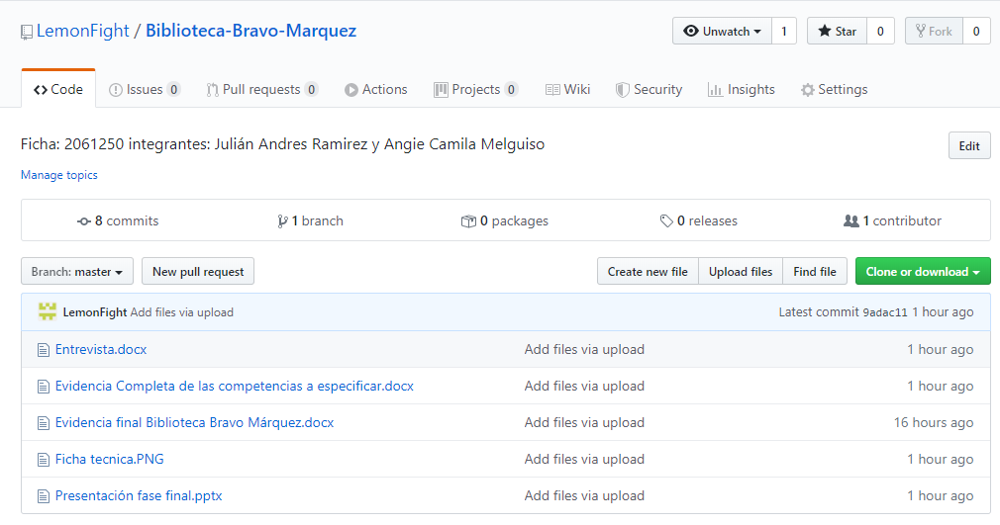 LemonFight / Biblioteca-Bravo-Marquez Unwatch 1 Star 0 Fork 0
Code Issues 0 Pull requests 0 Actions Projects 0 Wiki Security Insights Settings
Ficha: 2061250 integrantes: Julián Andres Ramirez y Angie Camila Melguiso Edit
Manage topics
8 commits 1 branch 0 packages 0 releases 1 contributor
Branch: master New pull request Create new file Upload files Find file Clone or download
LemonFight Add files via upload Latest commit 9adac11 1 hour ago
Entrevista.docx Add files via upload 1 hour ago
Evidencia Completa de las competencias a especificar.docx Add files via upload 1 hour ago
Evidencia final Biblioteca Bravo Márquez.docx Add files via upload 16 hours ago
Ficha tecnica.PNG Add files via upload 1 hour ago
Presentación fase final.pptx Add files via upload 1 hour ago